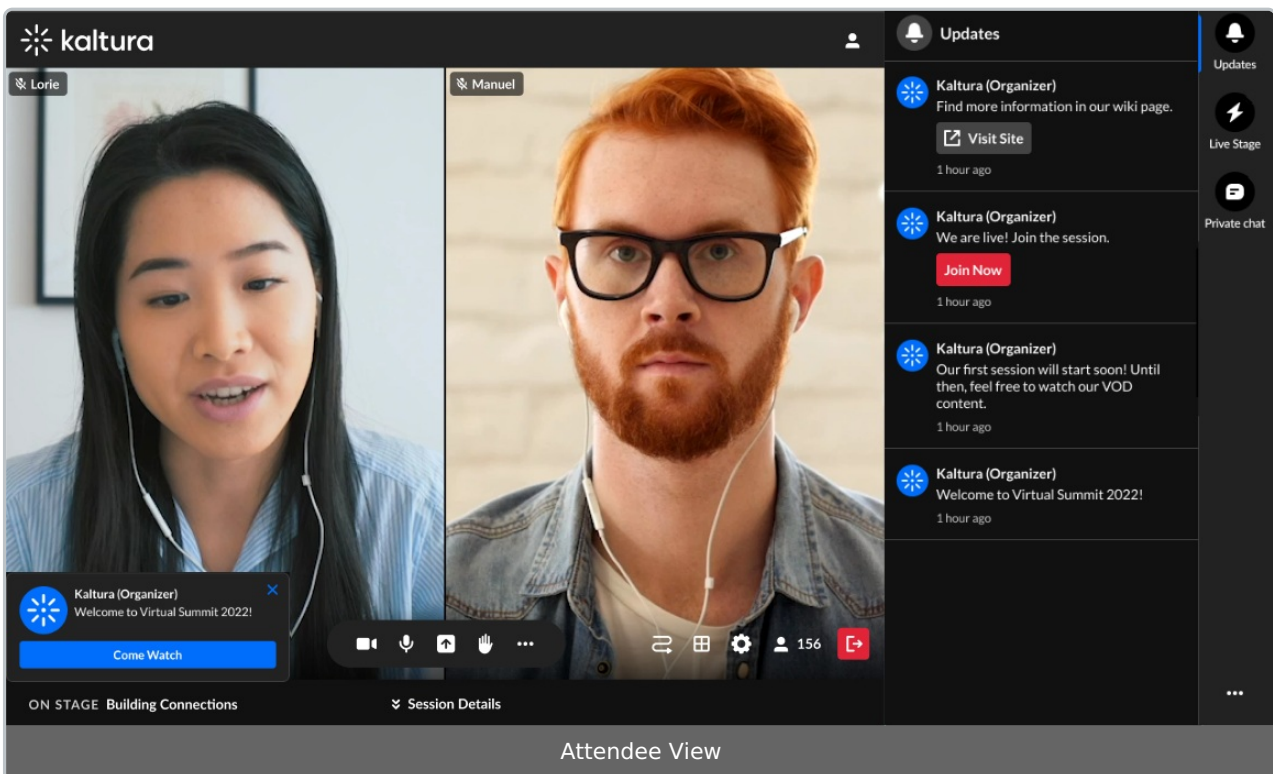 kaltura
Lorie
Manuel
Kaltura (Organizer)
Welcome to Virtual Summit 2022!
Come Watch
156
ON STAGE Building Connections
Session Details
Updates
Kaltura (Organizer)
Find more information in our wiki page.
Visit Site
1 hour ago
Kaltura (Organizer)
We are live! Join the session.
Join Now
1 hour ago
Kaltura (Organizer)
Our first session will start soon! Until
then, feel free to watch our VOD
content.
1 hour ago
Kaltura (Organizer)
Welcome to Virtual Summit 2022!
1 hour ago
Updates
Live Stage
Private chat
Attendee View